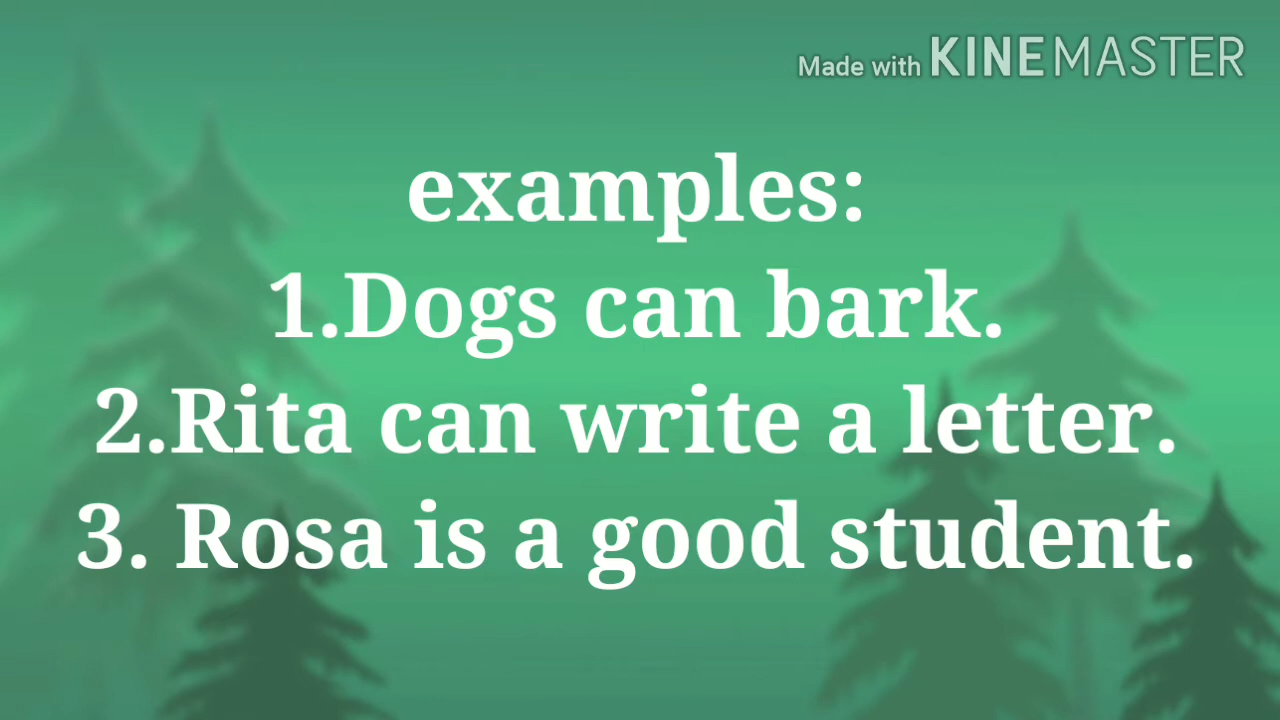 Made with KINEMASTER
examples:
1.Dogs can bark.
2.Rita can write a letter.
3. Rosa is a good student.